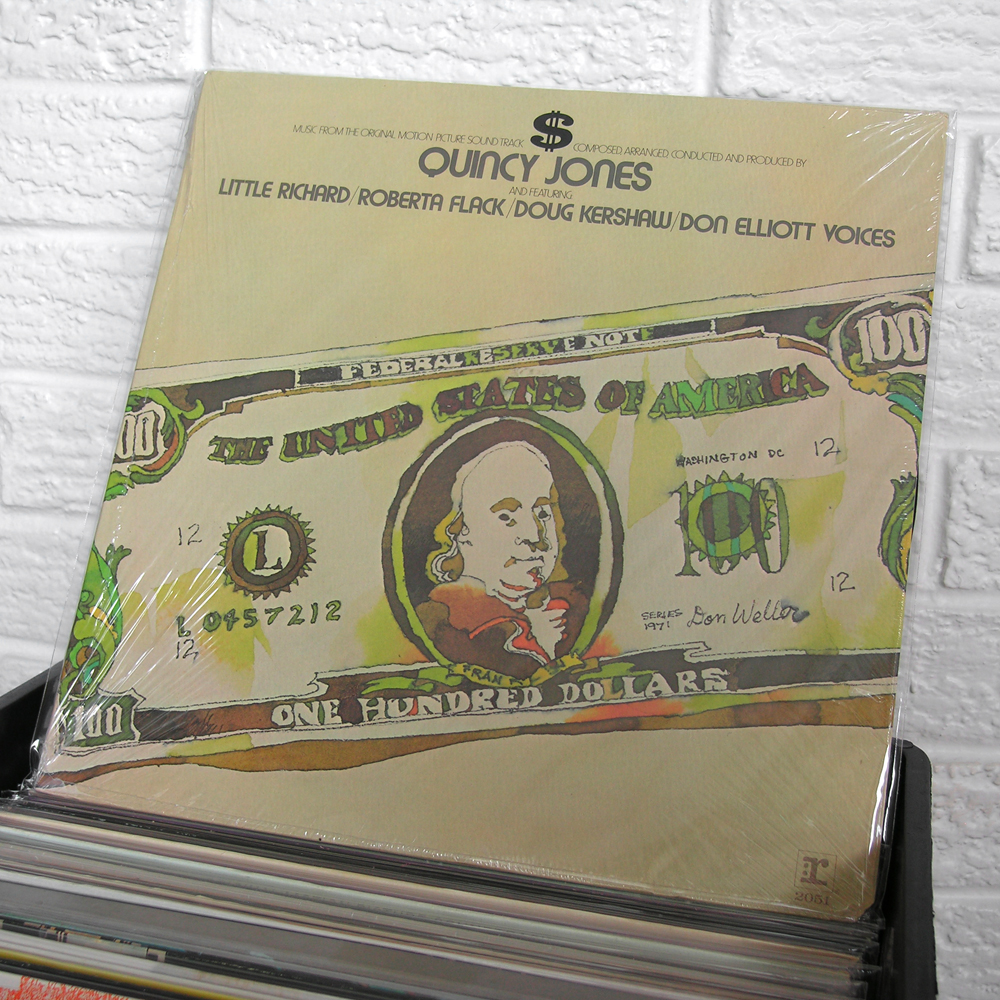 $
MUSIC FROM THE ORIGINAL MOTION PICTURE SOUND TRACK COMPOSED, ARRANGED, CONDUCTED AND PRODUCED BY
QUINCY JONES
AND FEATURING
LITTLE RICHARD/ROBERTA FLACK/DOUG KERSHAW/DON ELLIOTT VOICES
FEDERAL RESERVE NOTE
100
THE UNITED STATES OF AMERICA
100
WASHINGTON DC 12
12 L 100
12
L 0457212
12
SERIES 1971 Don Weller
FRANK
100 ONE HUNDRED DOLLARS
r
2051